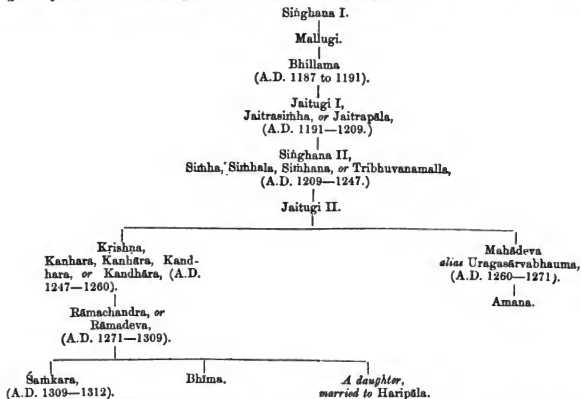 Siṅghana I.
Mallugi.
Bhillama
(A.D. 1187 to 1191).
Jaitugi I,
Jaitrasiṁha, or Jaitrapāla,
(A.D. 1191—1209.)
Siṅghana II,
Siṁha, Siṁhala, Siṁhana, or Tribhuvanamalla,
(A.D. 1209—1247.)
Jaitugi II.
Kṛishṇa,
Kanhara, Kanhāra, Kand-
hara, or Kandhāra, (A.D.
1247—1260).
Mahādeva
alias Uragasārvabhauma,
(A.D. 1260—1271).
Amana.
Rāmachandra, or
Rāmadeva,
(A.D. 1271—1309).
Śaṁkara,
(A.D. 1309—1312).
Bhīma.
A daughter,
married to Haripāla.